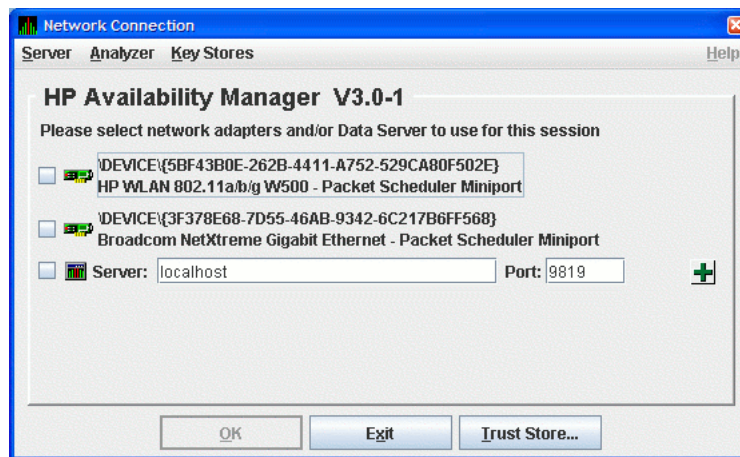 Network Connection
Server Analyzer Key Stores Help
HP Availability Manager V3.0-1
Please select network adapters and/or Data Server to use for this session
\DEVICE\{5BF43B0E-262B-4411-A752-529CA80F502E}
HP WLAN 802.11a/b/g W500 - Packet Scheduler Miniport
\DEVICE\{3F378E68-7D55-46AB-9342-6C217B6FF568}
Broadcom NetXtreme Gigabit Ethernet - Packet Scheduler Miniport
Server: localhost Port: 9819
OK Exit Trust Store...